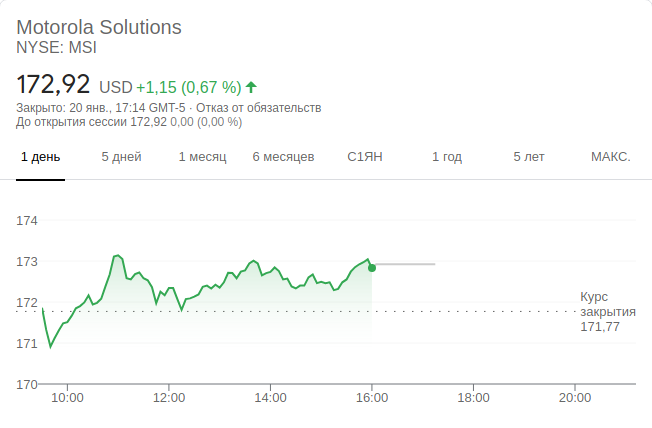 Motorola Solutions
NYSE: MSI
172,92 USD +1,15 (0,67 %)
Закрыто: 20 янв., 17:14 GMT-5 · Отказ от обязательств
До открытия сессии 172,92 0,00 (0,00 %)
1 день 5 дней 1 месяц 6 месяцев С1ЯН 1 год 5 лет МАКС.
174
173
172
171
170
Курс
закрытия
171,77
10:00 12:00 14:00 16:00 18:00 20:00